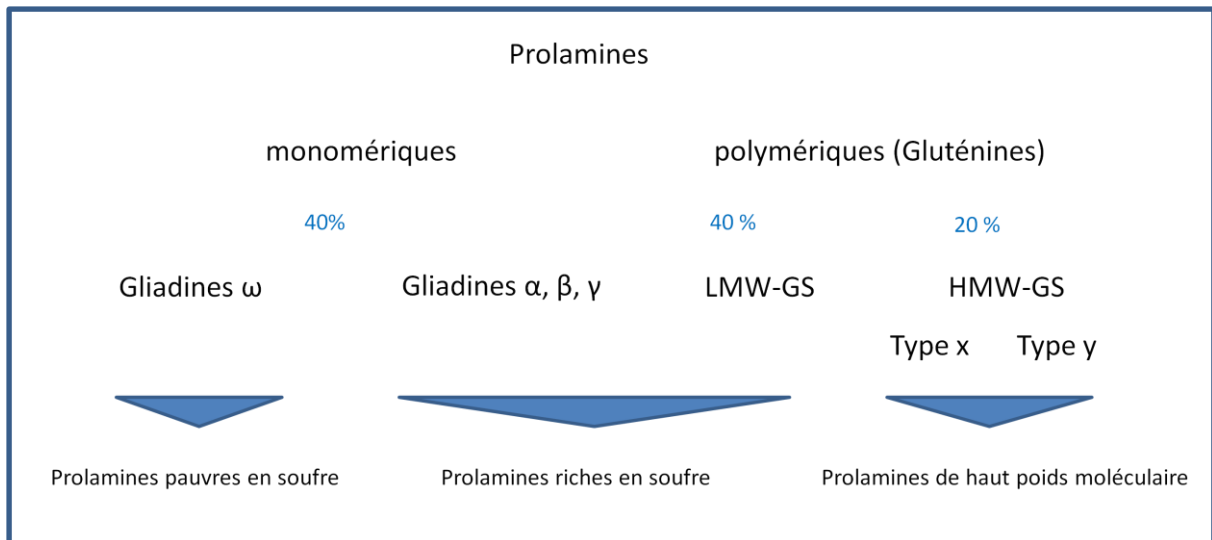 Prolamines
monomériques polymériques (Gluténines)
40% 40 % 20 %
Gliadines ω Gliadines α, β, γ LMW-GS HMW-GS
Type x Type y
Prolamines pauvres en soufre Prolamines riches en soufre Prolamines de haut poids moléculaire